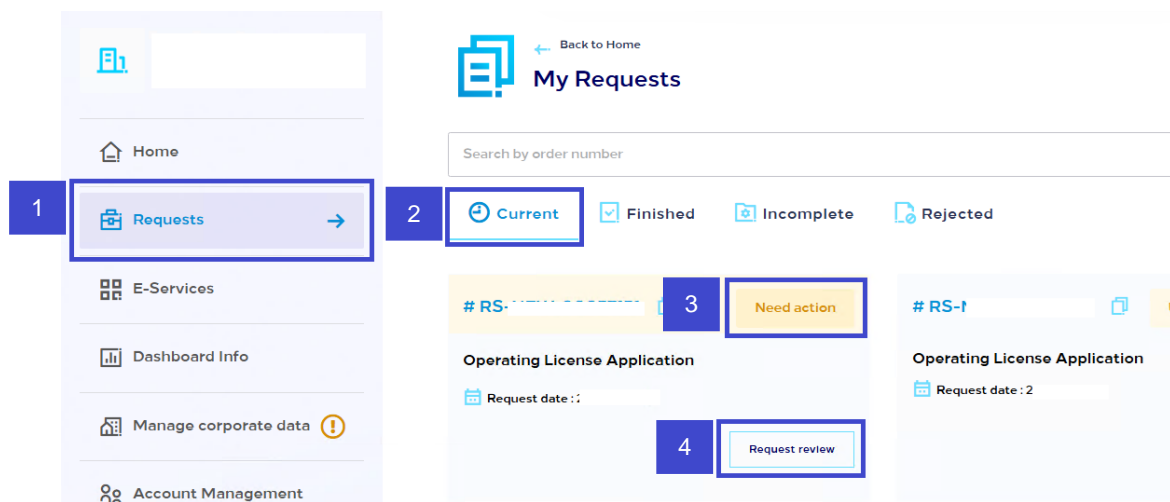 Back to Home
My Requests
Home
Search by order number
1
Requests
2
Current
Finished
Incomplete
Rejected
E-Services
# RS-
3
Need action
# RS-
Dashboard Info
Operating License Application
Operating License Application
Request date : 2
Request date : 2
Manage corporate data
4
Request review
Account Management